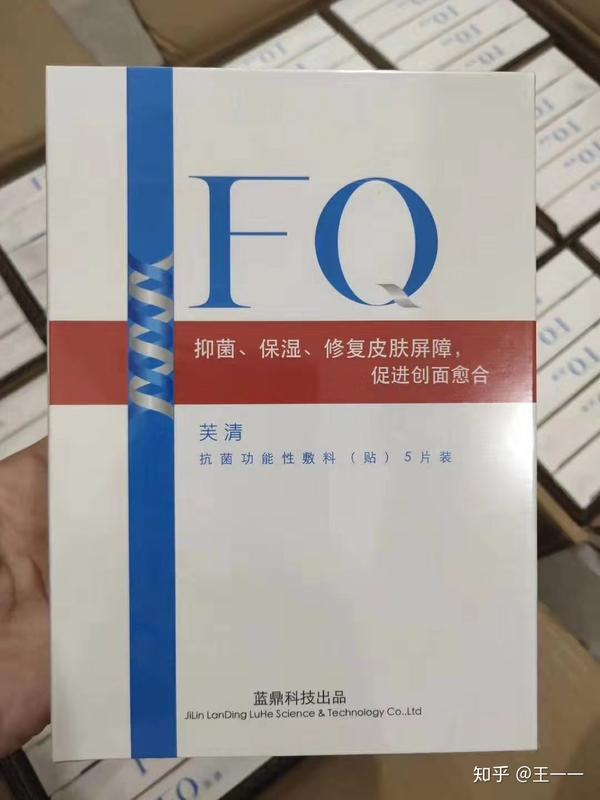 FQ
抑菌、保湿、修复皮肤屏障，
促进创面愈合
芙清
抗菌功能性敷料（贴）5片装
蓝鼎科技出品
JiLin LanDing LuHe Science & Technology Co.,Ltd
知乎 @王一一